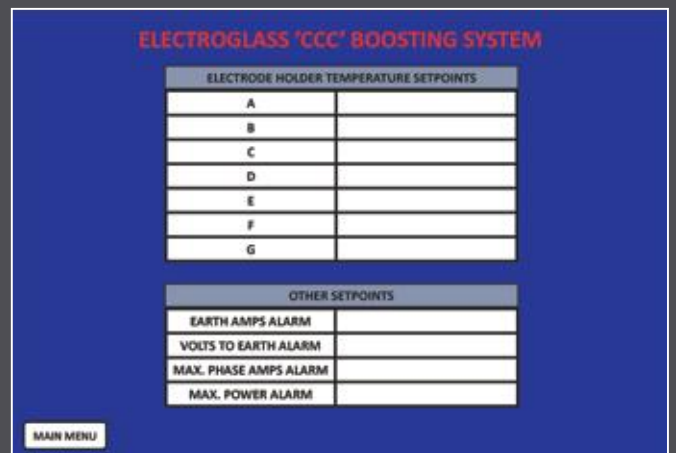 ELECTROGLASS 'CCC' BOOSTING SYSTEM
ELECTRODE HOLDER TEMPERATURE SETPOINTS
A
B
C
D
E
F
G
OTHER SETPOINTS
EARTH AMPS ALARM
VOLTS TO EARTH ALARM
MAX. PHASE AMPS ALARM
MAX. POWER ALARM
MAIN MENU